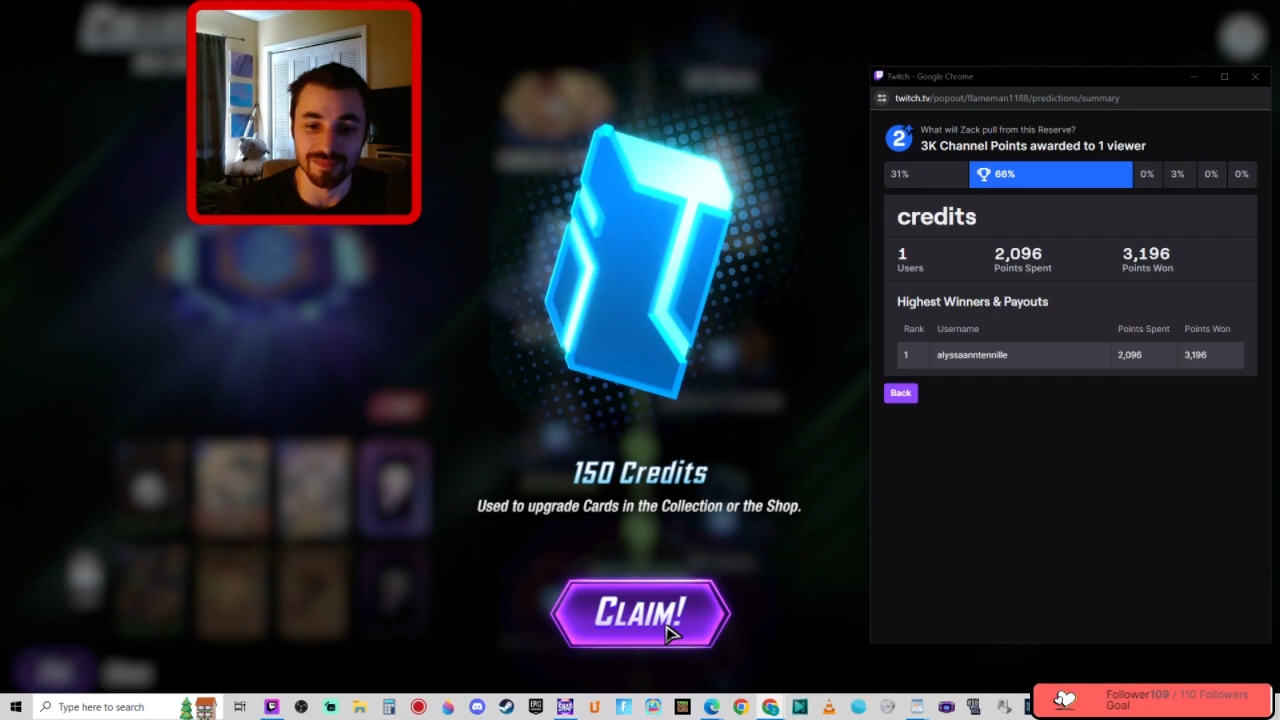 Twitch - Google Chrome
twitch.tv/popout/flameman1188/predictions/summary
2
What will Zack pull from this Reserve?
3K Channel Points awarded to 1 viewer
31% 66% 0% 3% 0% 0%
credits
1 2,096 3,196
Users Points Spent Points Won
Highest Winners & Payouts
Rank Username Points Spent Points Won
1 alyssaanntennille 2,096 3,196
Back
150 Credits
Used to upgrade Cards in the Collection or the Shop.
CLAIM!
Type here to search
EPIC
SNAP
Follower 109 / 110 Followers
Goal